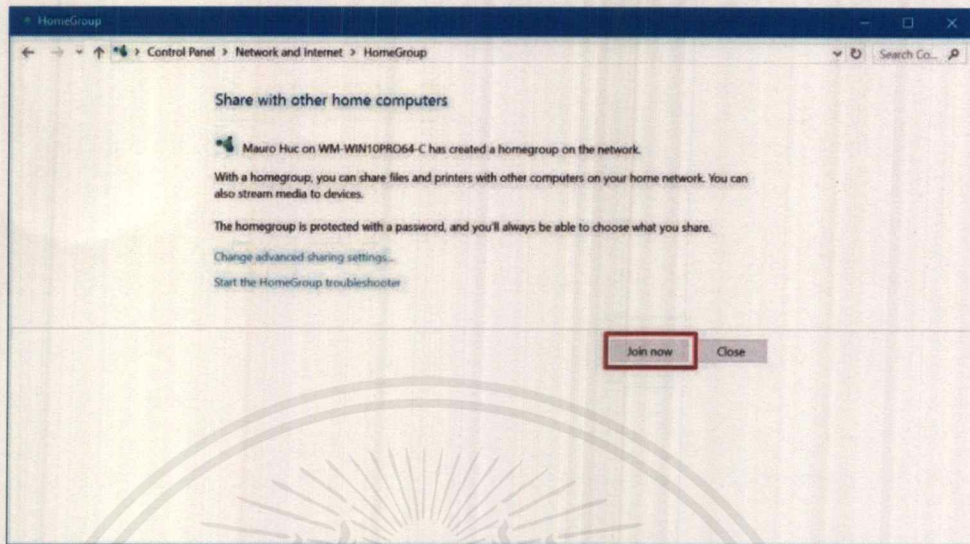 HomeGroup
Control Panel > Network and Internet > HomeGroup
Search Co...
Share with other home computers
Mauro Huc on WM-WIN10PRO64-C has created a homegroup on the network.
With a homegroup, you can share files and printers with other computers on your home network. You can
also stream media to devices.
The homegroup is protected with a password, and you'll always be able to choose what you share.
Change advanced sharing settings...
Start the HomeGroup troubleshooter
Join now
Close